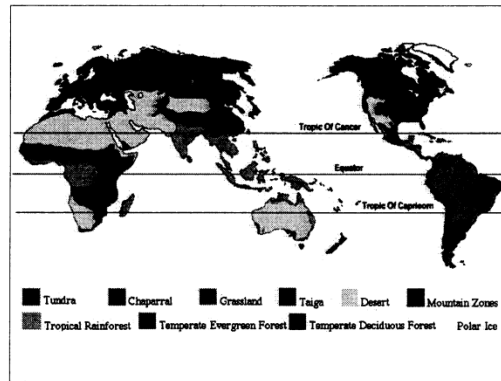 Tropic Of Cancer
Equator
Tropic Of Capricorn
Tundra Chaparral Grassland Taiga Desert Mountain Zones
Tropical Rainforest Temperate Evergreen Forest Temperate Deciduous Forest Polar Ice